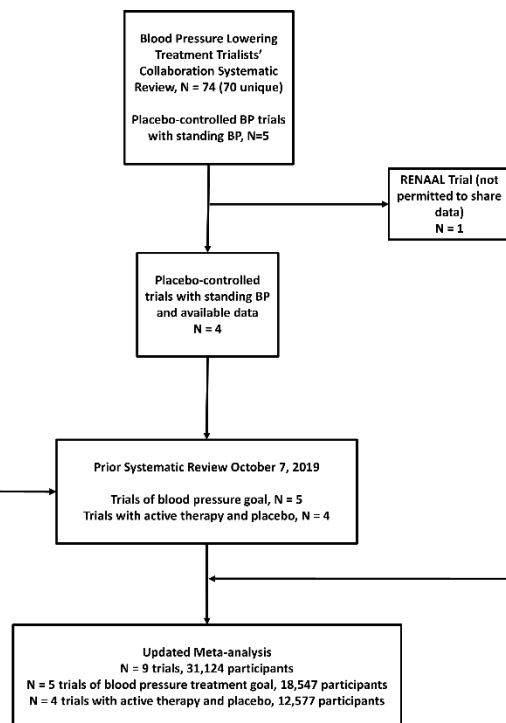 Blood Pressure Lowering
Treatment Trialists'
Collaboration Systematic
Review, N = 74 (70 unique)
Placebo-controlled BP trials
with standing BP, N=5
RENAAL Trial (not
permitted to share
data)
N = 1
Placebo-controlled
trials with standing BP
and available data
N = 4
Prior Systematic Review October 7, 2019
Trials of blood pressure goal, N = 5
Trials with active therapy and placebo, N = 4
Updated Meta-analysis
N = 9 trials, 31,124 participants
N = 5 trials of blood pressure treatment goal, 18,547 participants
N = 4 trials with active therapy and placebo, 12,577 participants